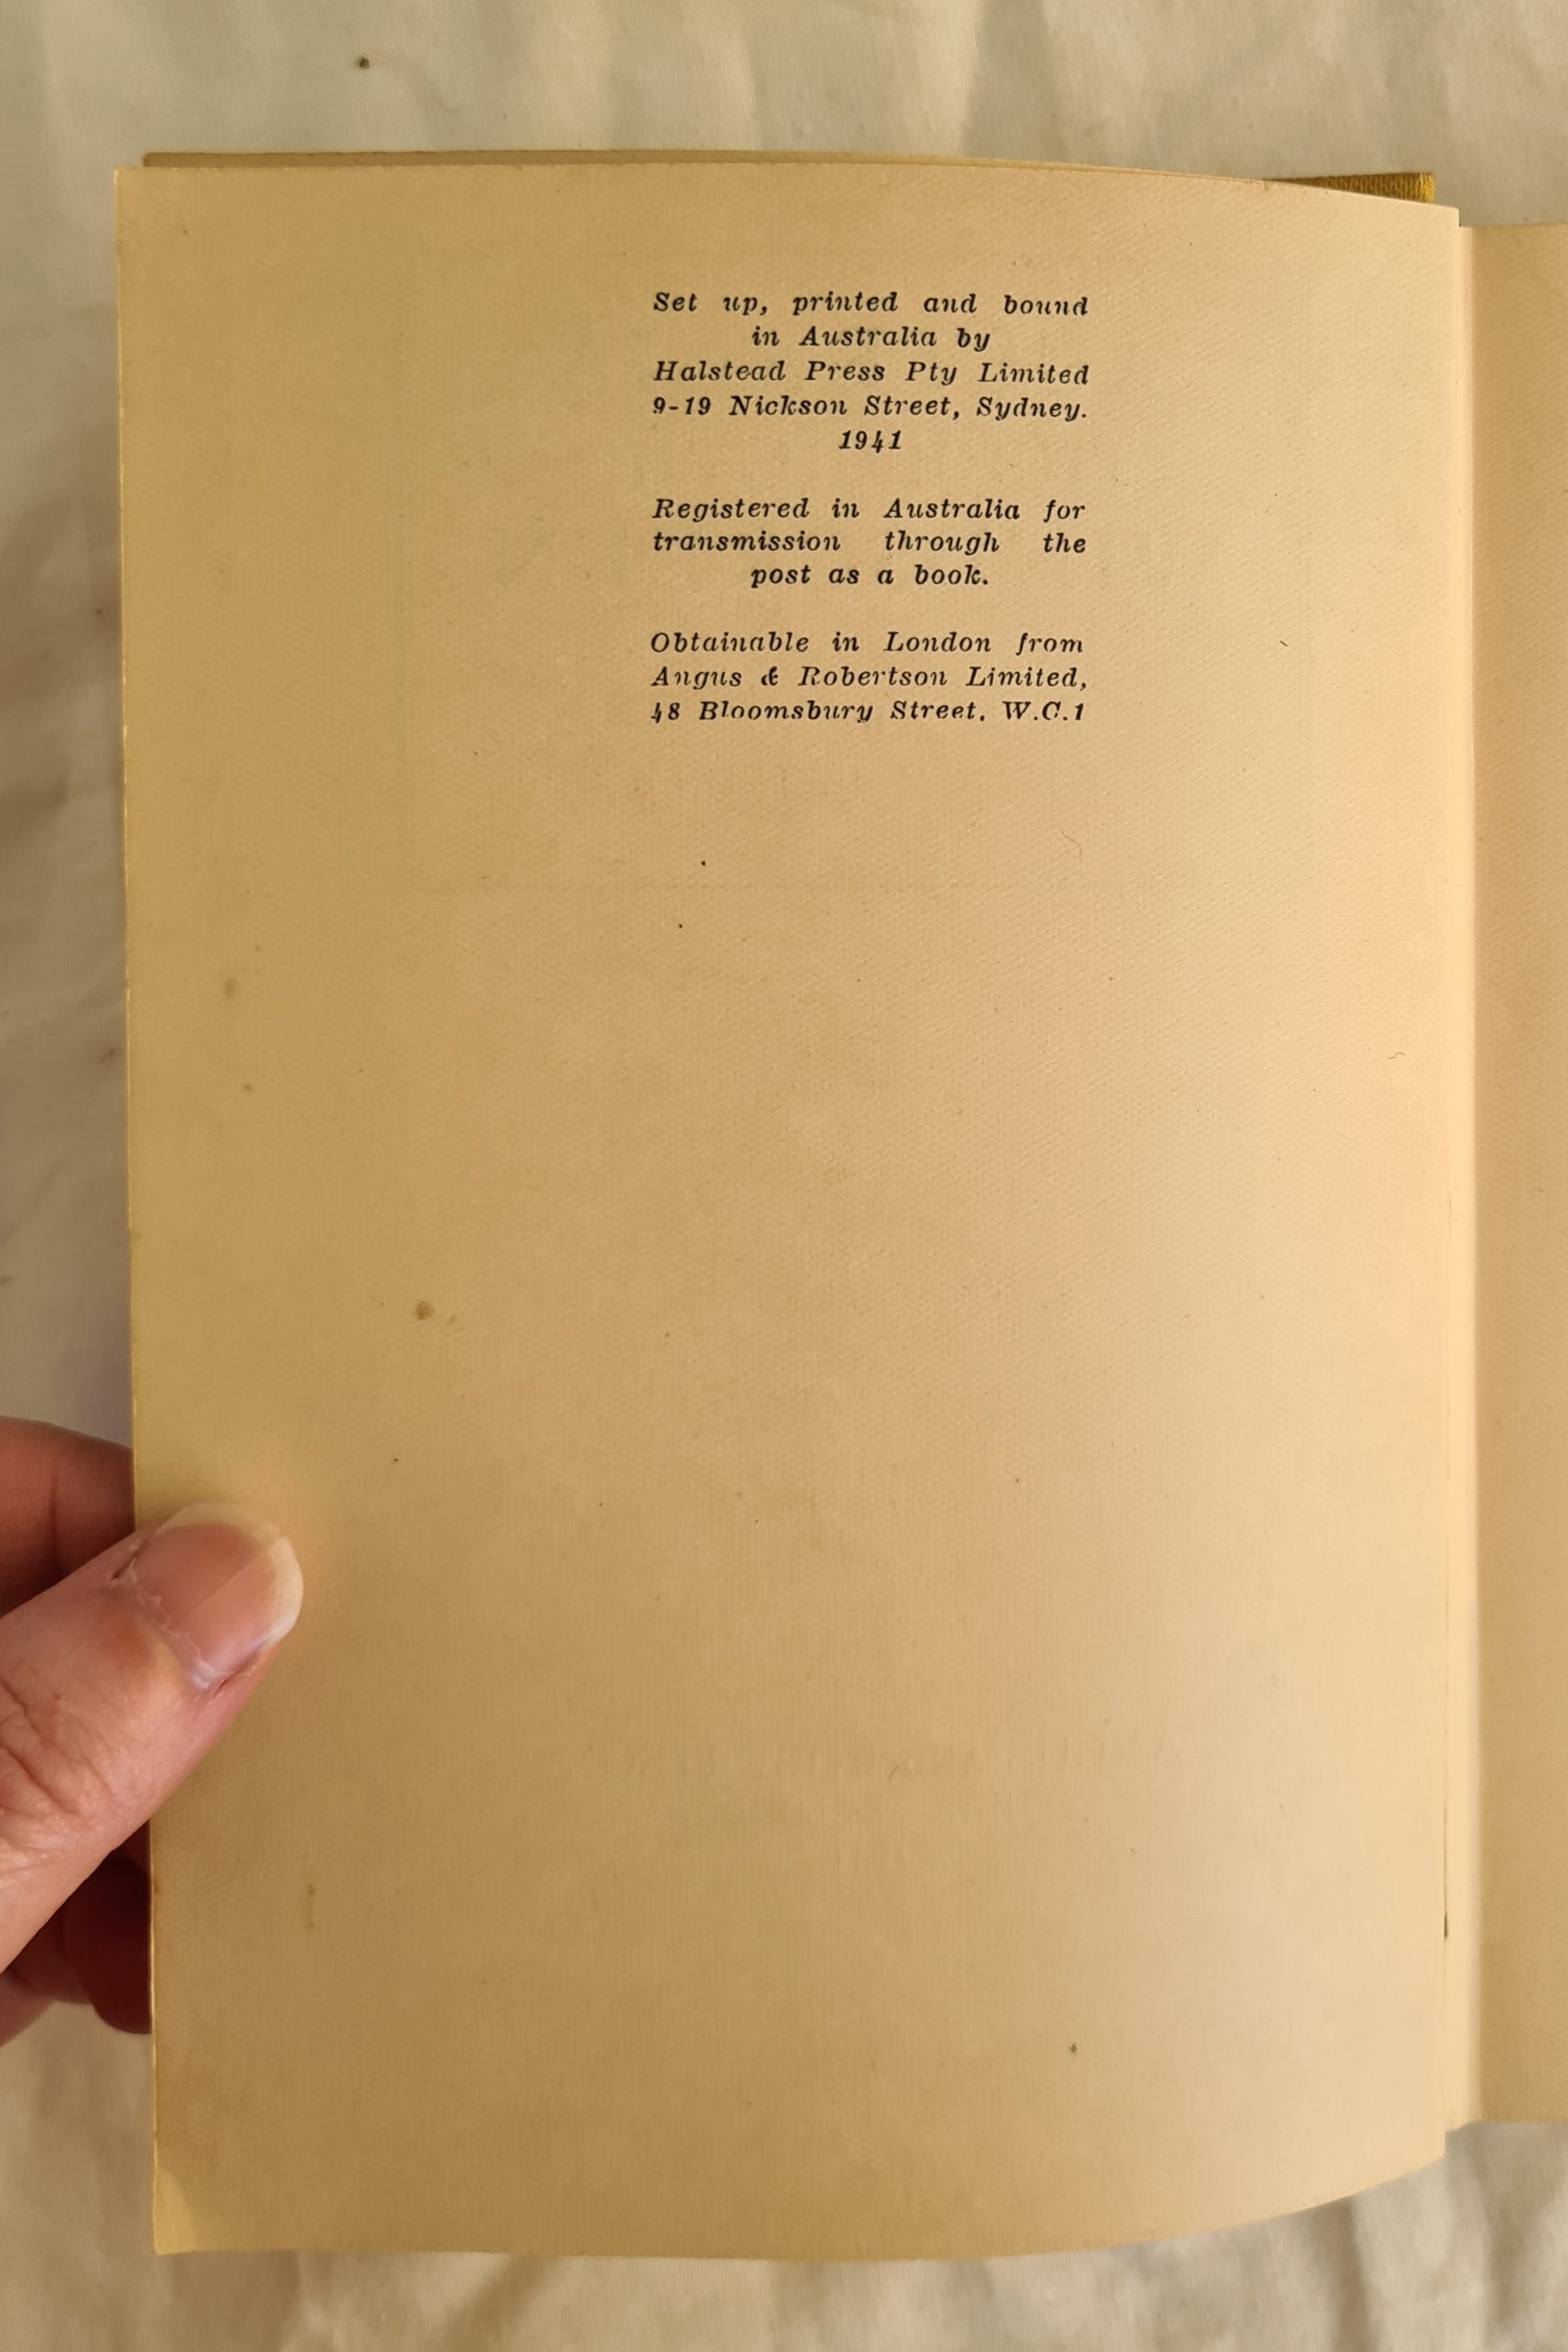 Set up, printed and bound
in Australia by
Halstead Press Pty Limited
9-19 Nickson Street, Sydney.
1941
Registered in Australia for
transmission through the
post as a book.
Obtainable in London from
Angus & Robertson Limited,
48 Bloomsbury Street, W.C.1